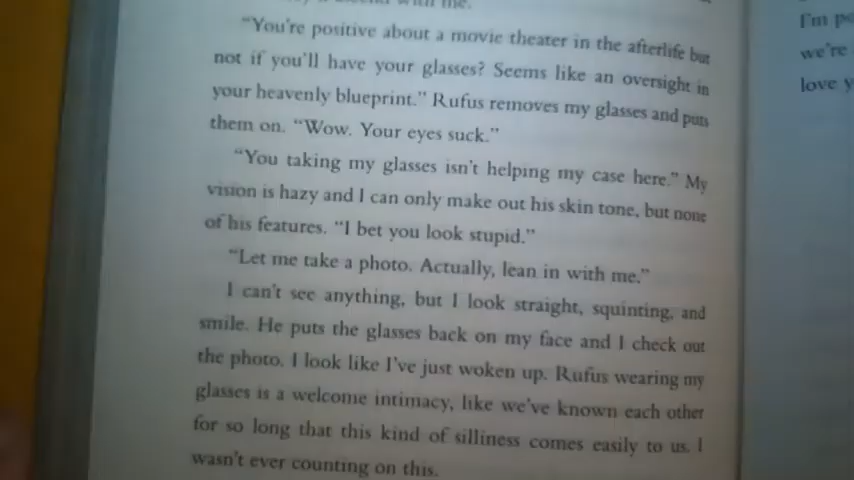 with me.
"You're positive about a movie theater in the afterlife but
not if you'll have your glasses? Seems like an oversight in
your heavenly blueprint." Rufus removes my glasses and puts
them on. "Wow. Your eyes suck."
"You taking my glasses isn't helping my case here." My
vision is hazy and I can only make out his skin tone, but none
of his features. "I bet you look stupid."
"Let me take a photo. Actually, lean in with me."
I can't see anything, but I look straight, squinting, and
smile. He puts the glasses back on my face and I check out
the photo. I look like I've just woken up. Rufus wearing my
glasses is a welcome intimacy, like we've known each other
for so long that this kind of silliness comes easily to us. I
wasn't ever counting on this.
I'm
we're
love